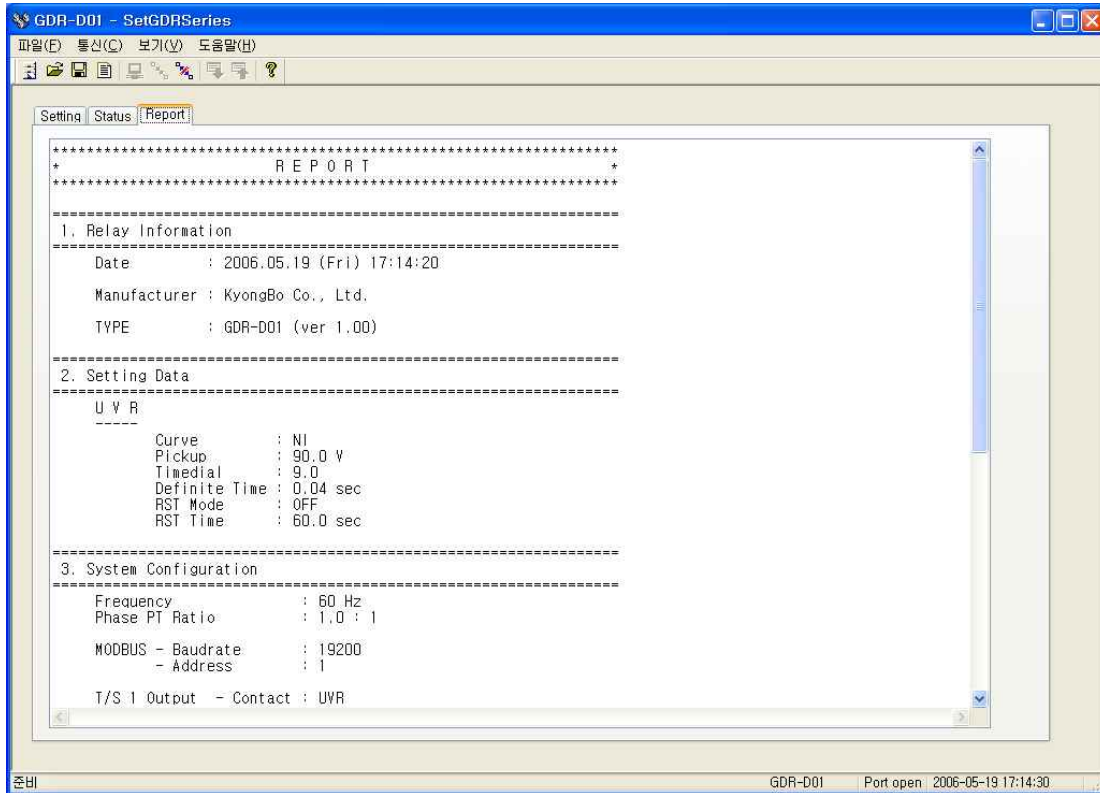 GDR-D01 - SetGDRSeries
파일(F) 통신(C) 보기(V) 도움말(H)
Setting Status Report
******************************************************************
* R E P O R T *
******************************************************************
==================================================================
1. Relay Information
==================================================================
Date : 2006.05.19 (Fri) 17:14:20
Manufacturer : KyongBo Co., Ltd.
TYPE : GDR-D01 (ver 1.00)
==================================================================
2. Setting Data
==================================================================
U V R
-----
Curve : NI
Pickup : 90.0 V
Timedial : 9.0
Definite Time : 0.04 sec
RST Mode : OFF
RST Time : 60.0 sec
==================================================================
3. System Configuration
==================================================================
Frequency : 60 Hz
Phase PT Ratio : 1.0 : 1
MODBUS - Baudrate : 19200
- Address : 1
T/S 1 Output - Contact : UVR
준비 GDR-D01 Port open 2006-05-19 17:14:30